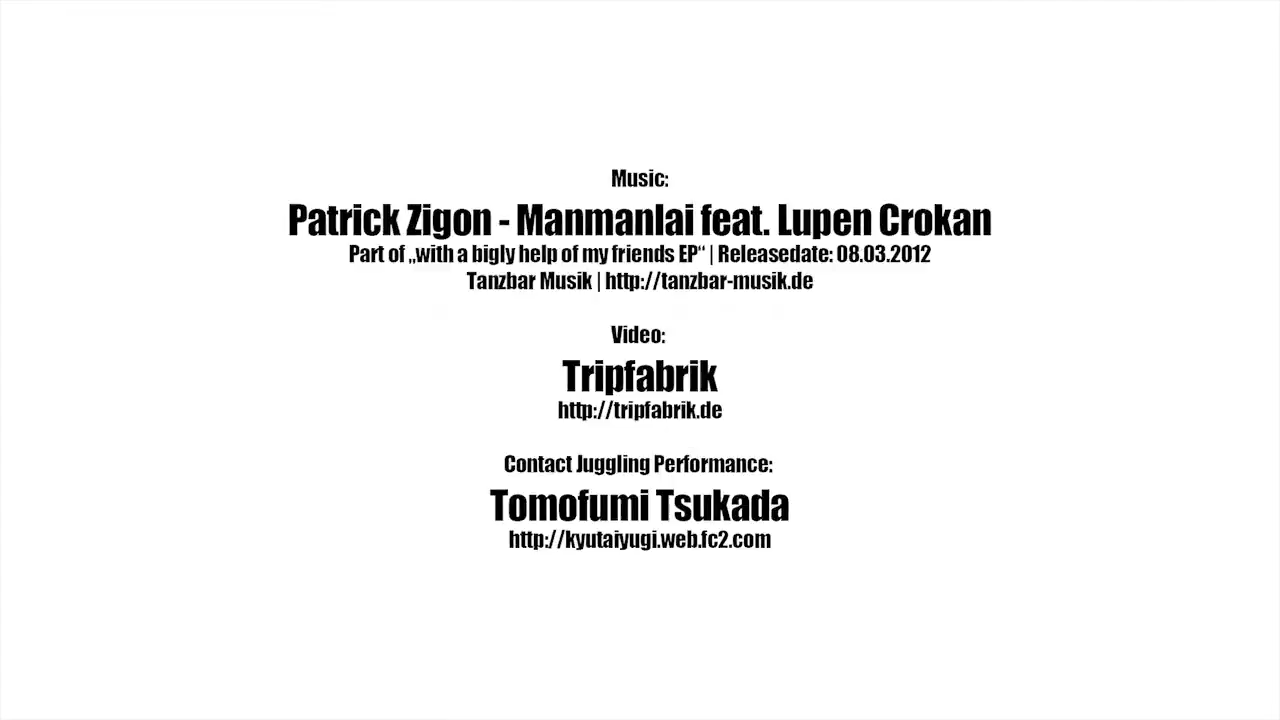 Music:
Patrick Zigon - Manmanlai feat. Lupen Crokan
Part of „with a bigly help of my friends EP“ | Releasedate: 08.03.2012
Tanzbar Musik | http://tanzbar-musik.de
Video:
Tripfabrik
http://tripfabrik.de
Contact Juggling Performance:
Tomofumi Tsukada
http://kyutaiyugi.web.fc2.com